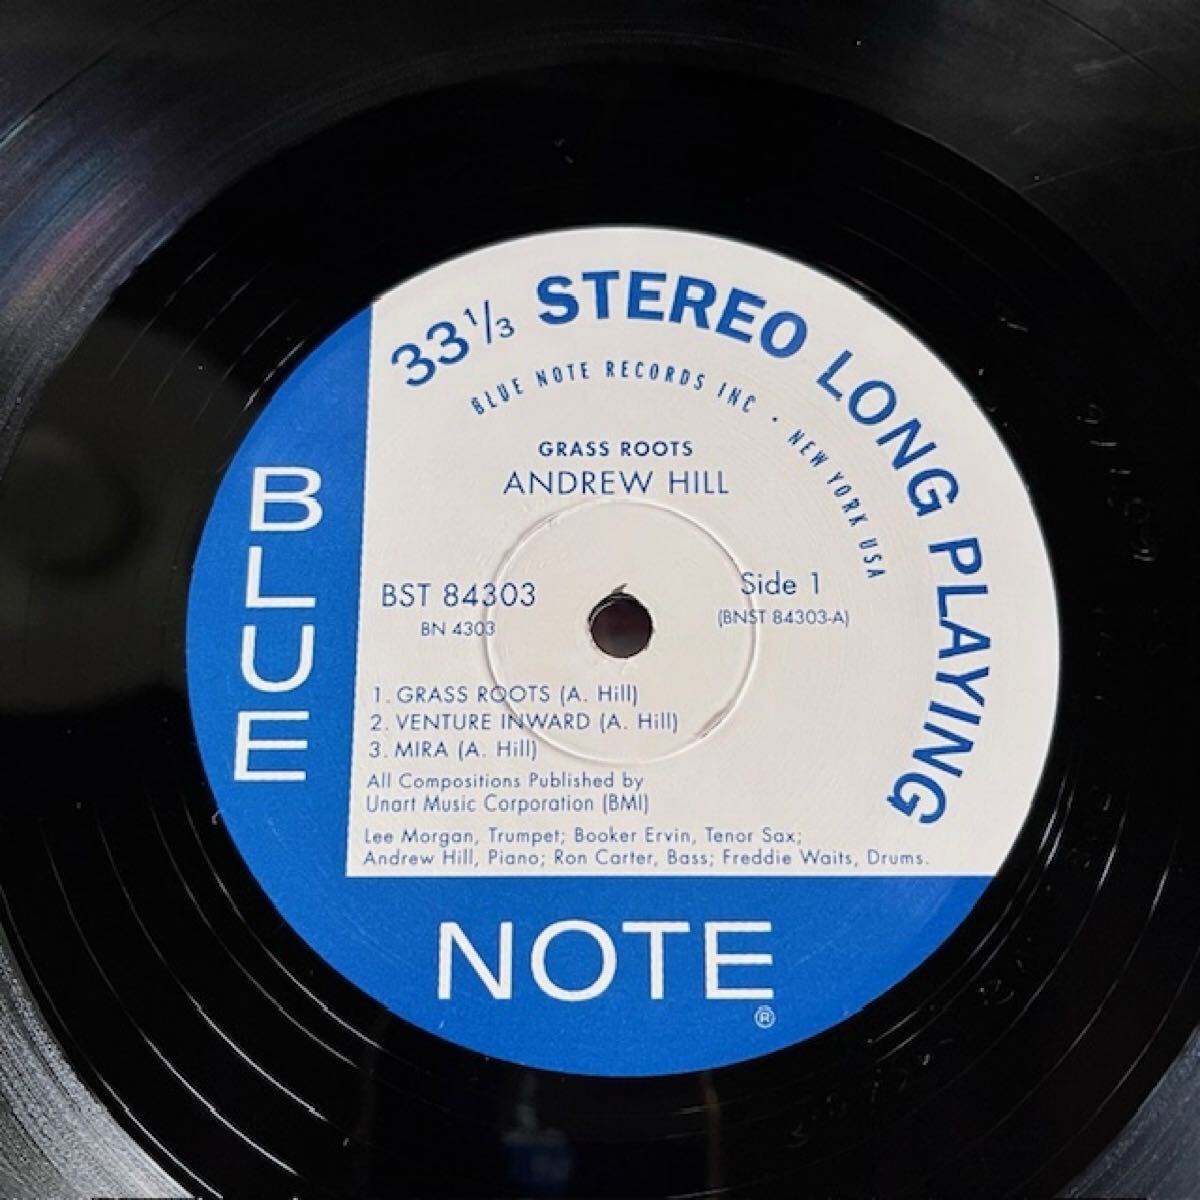 33 1/3 STEREO LONG PLAYING
BLUE NOTE RECORDS INC • NEW YORK USA
GRASS ROOTS
ANDREW HILL
BST 84303
BN 4303
Side 1
(BNST 84303-A)
1. GRASS ROOTS (A. Hill)
2. VENTURE INWARD (A. Hill)
3. MIRA (A. Hill)
All Compositions Published by
Unart Music Corporation (BMI)
Lee Morgan, Trumpet; Booker Ervin, Tenor Sax;
Andrew Hill, Piano; Ron Carter, Bass; Freddie Waits, Drums.
BLUE
NOTE
®